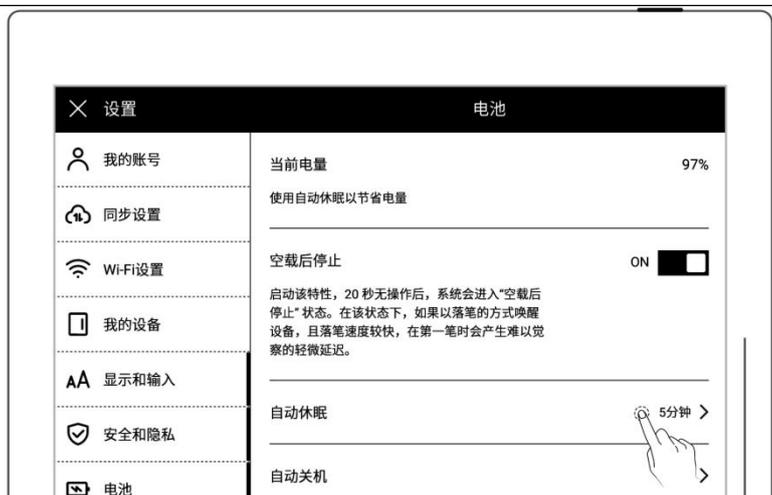 设置
电池
我的账号
同步设置
Wi-Fi设置
我的设备
显示和输入
安全和隐私
电池
当前电量 97%
使用自动休眠以节省电量
空载后停止 ON
启动该特性，20 秒无操作后，系统会进入“空载后
停止” 状态。在该状态下，如果以落笔的方式唤醒
设备，且落笔速度较快，在第一笔时会产生难以觉
察的轻微延迟。
自动休眠 5分钟
自动关机